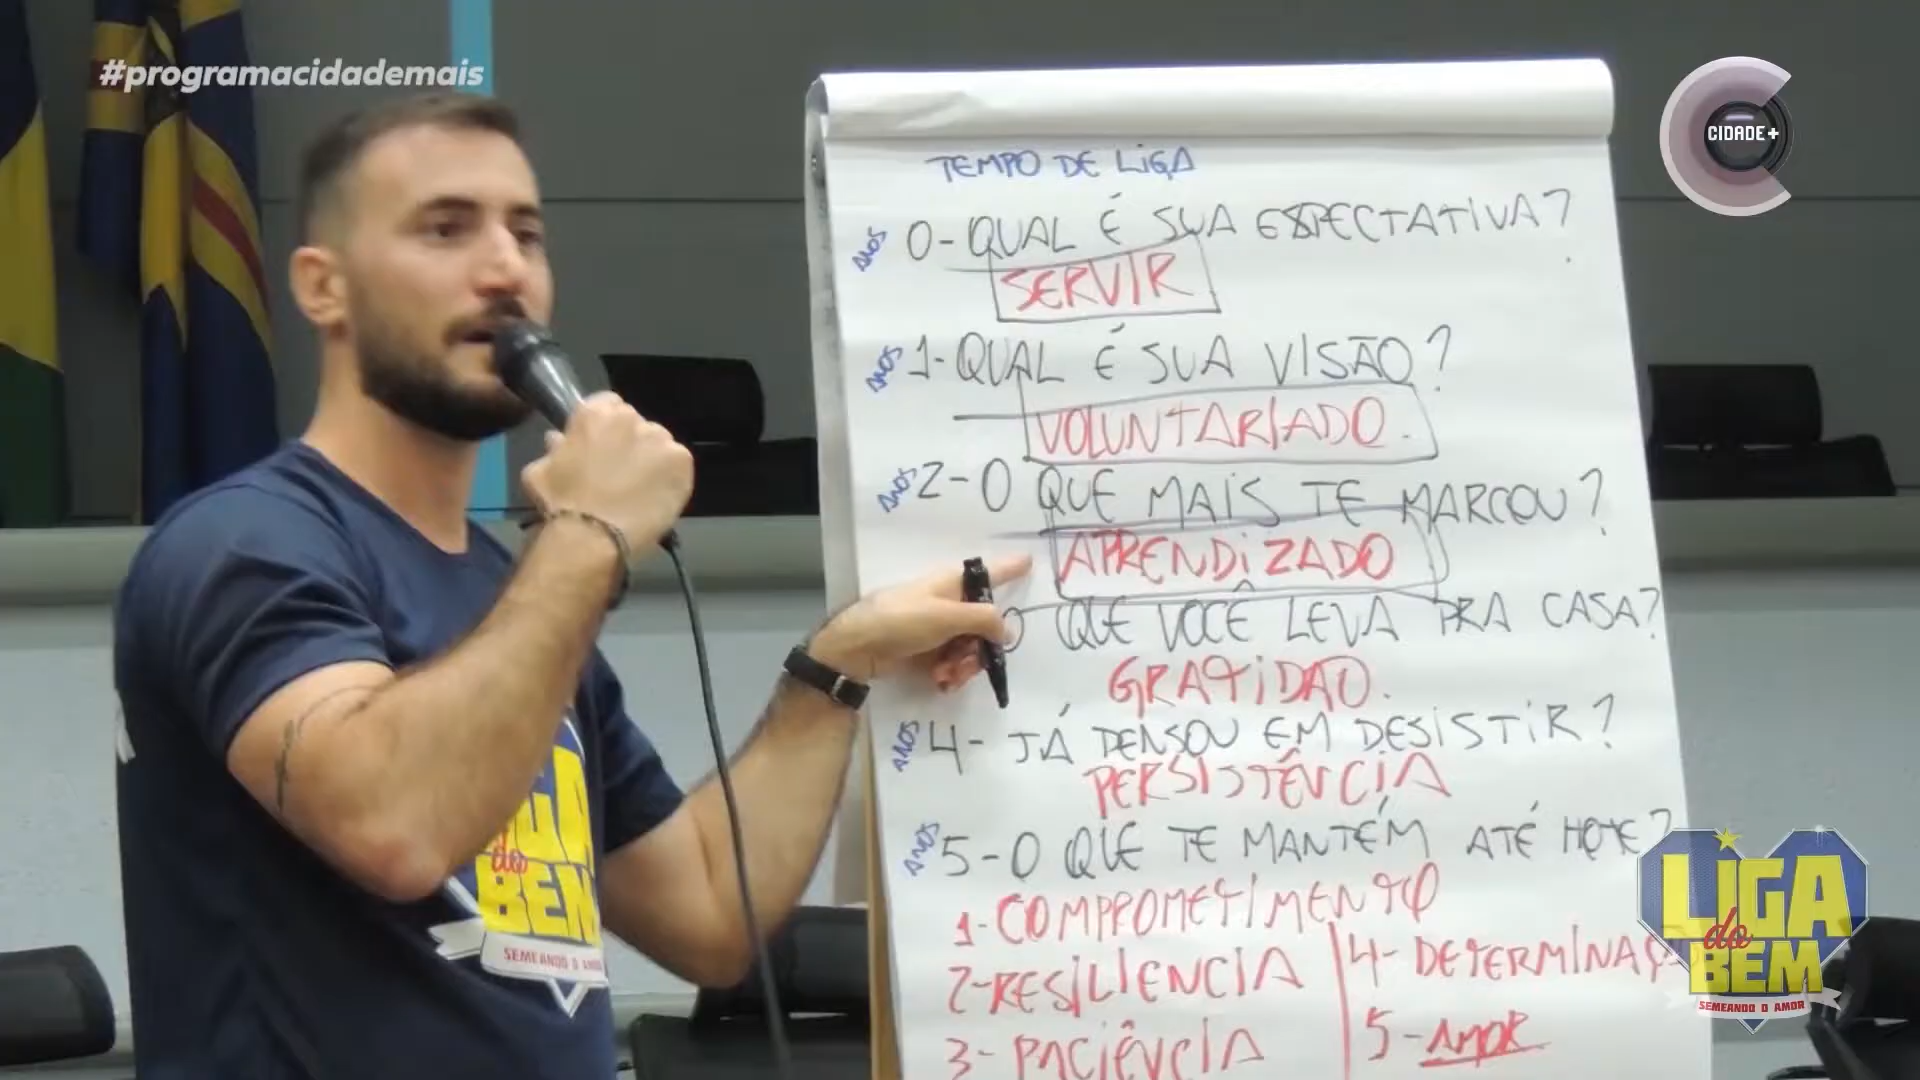 #programacidademais
CIDADE+
TEMPO DE LIGA
ANOS 0- QUAL É SUA ESPECTATIVA?
SERVIR
ANOS 1- QUAL É SUA VISÃO?
VOLUNTARIADO.
ANOS 2- O QUE MAIS TE MARCOU?
APRENDIZADO
O QUE VOCÊ LEVA PRA CASA?
GRATIDÃO.
ANOS 4- JÁ PENSOU EM DESISTIR?
PERSISTÊNCIA
ANOS 5- O QUE TE MANTÉM ATÉ HOJE?
1- COMPROMETIMENTO
2- RESILIENCIA
3- PACIÊNCIA
4- DETERMINAÇÃ
5- AMOR
LIGA
do
BEM
SEMEANDO O AMOR
LIGA
do
BEM
SEMEANDO O AMOR